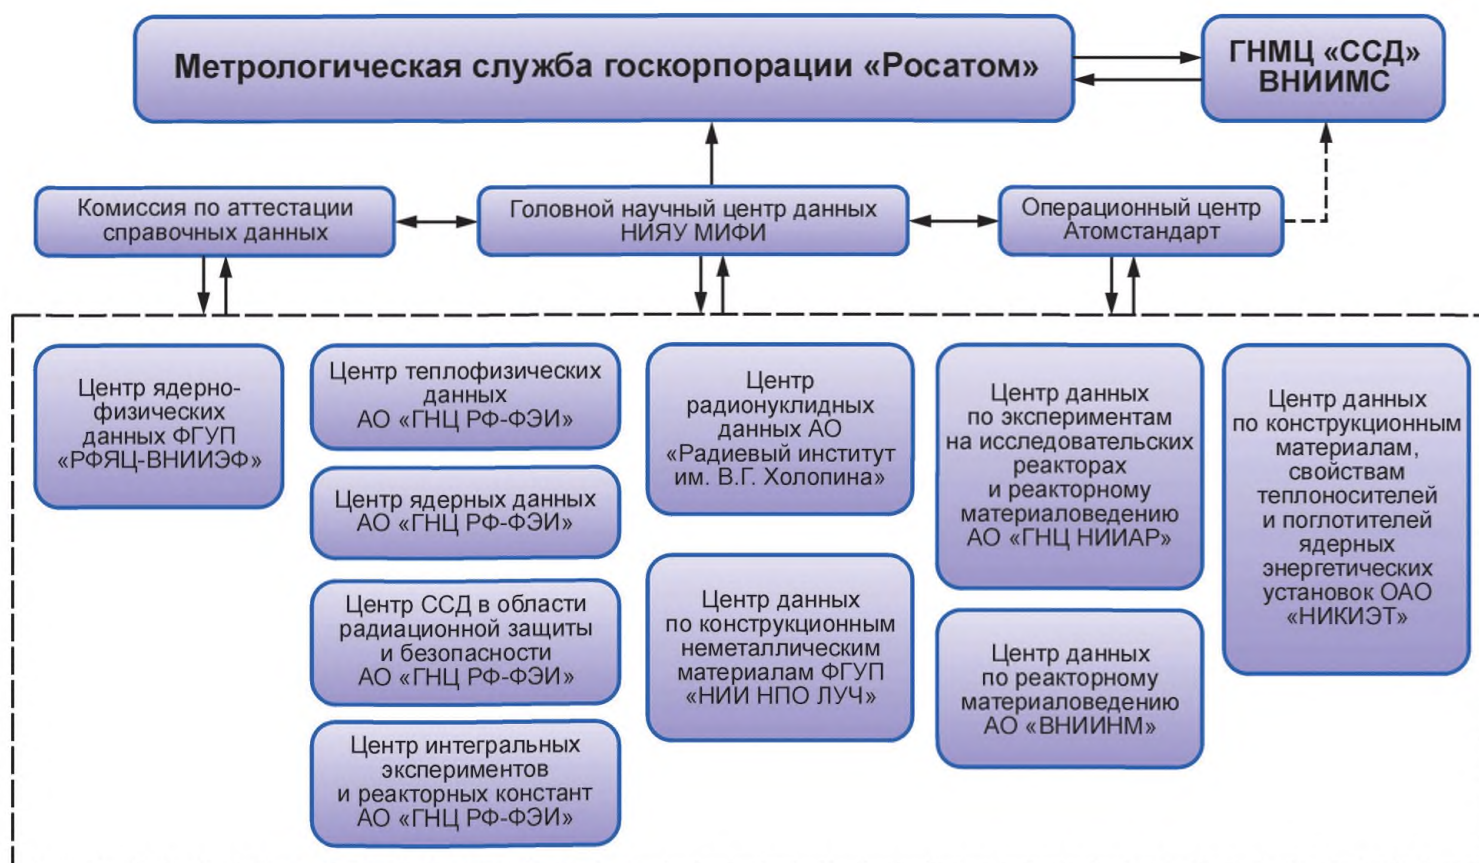 Метрологическая служба госкорпорации «Росатом»
ГНМЦ «ССД»
ВНИИМС
Комиссия по аттестации
справочных данных
Головной научный центр данных
НИЯУ МИФИ
Операционный центр
Атомстандарт
Центр ядерно-
физических
данных ФГУП
«РФЯЦ-ВНИИЭФ»
Центр теплофизических
данных
АО «ГНЦ РФ-ФЭИ»
Центр ядерных данных
АО «ГНЦ РФ-ФЭИ»
Центр ССД в области
радиационной защиты
и безопасности
АО «ГНЦ РФ-ФЭИ»
Центр интегральных
экспериментов
и реакторных констант
АО «ГНЦ РФ-ФЭИ»
Центр
радионуклидных
данных АО
«Радиевый институт
им. В.Г. Холопина»
Центр данных
по конструкционным
неметаллическим
материалам ФГУП
«НИИ НПО ЛУЧ»
Центр данных
по экспериментам
на исследовательских
реакторах
и реакторному
материаловедению
АО «ГНЦ НИИАР»
Центр данных
по реакторному
материаловедению
АО «ВНИИНМ»
Центр данных
по конструкционным
материалам,
свойствам
теплоносителей
и поглотителей
ядерных
энергетических
установок ОАО
«НИКИЭТ»